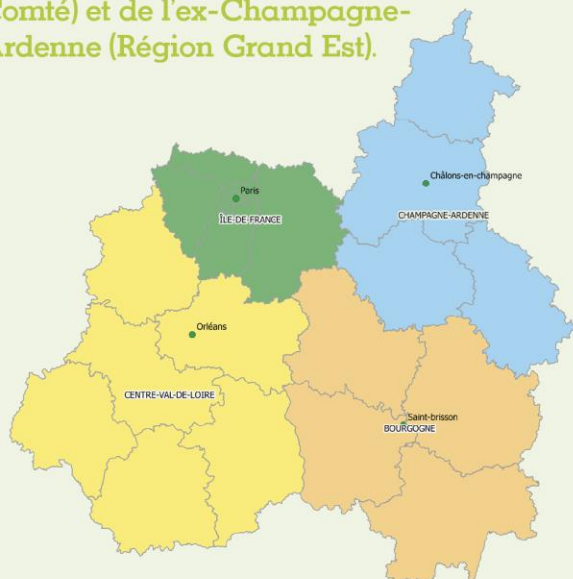 Comté) et de l'ex-Champagne-
Ardenne (Région Grand Est).
Châlons-en-champagne
Paris
CHAMPAGNE-ARDENNE
ÎLE-DE-FRANCE
Orléans
CENTRE-VAL-DE-LOIRE
Saint-brisson
BOURGOGNE